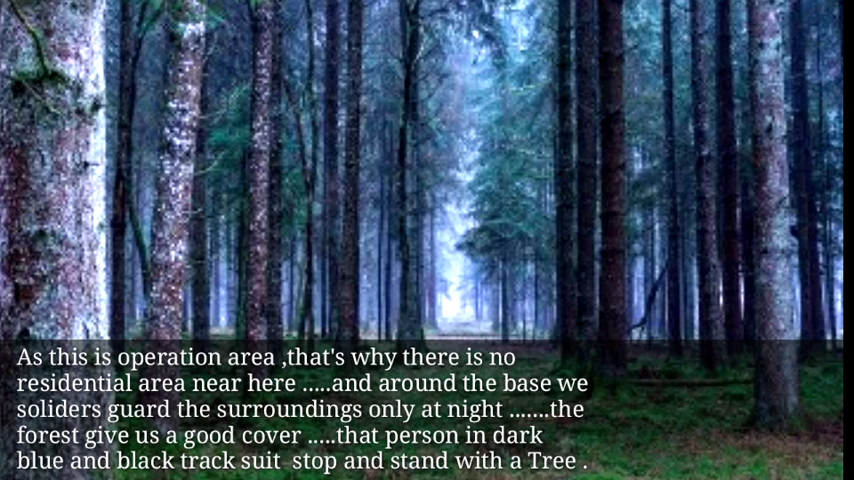 As this is operation area ,that's why there is no
residential area near here .....and around the base we
soliders guard the surroundings only at night .......the
forest give us a good cover .....that person in dark
blue and black track suit  stop and stand with a Tree .